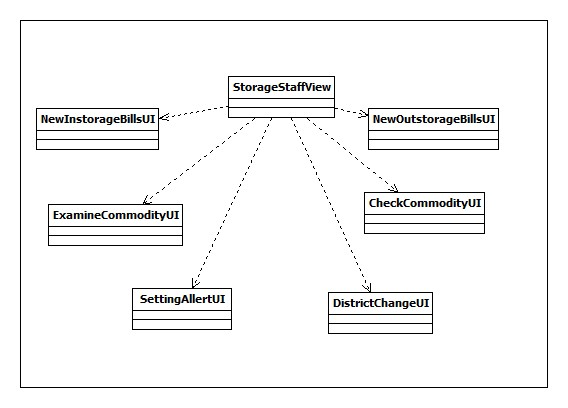 StorageStaffView
NewInstorageBillsUI
NewOutstorageBillsUI
ExamineCommodityUI
CheckCommodityUI
SettingAllertUI
DistrictChangeUI